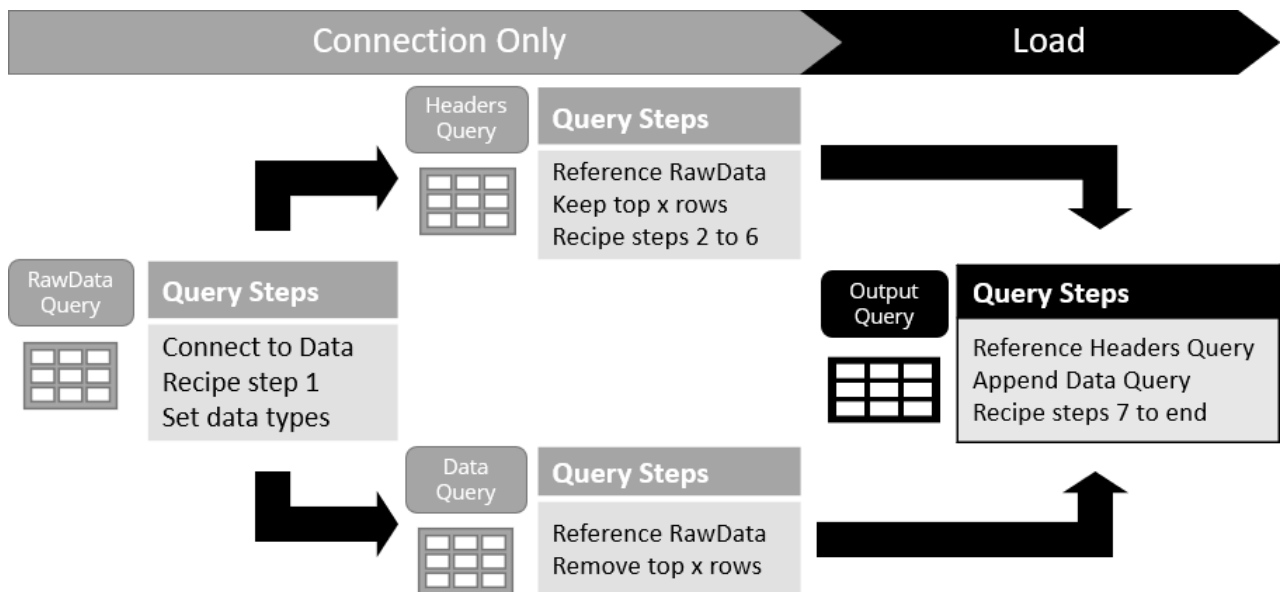 Connection Only
Load
Headers
Query
Query Steps
Reference RawData
Keep top x rows
Recipe steps 2 to 6
RawData
Query
Query Steps
Connect to Data
Recipe step 1
Set data types
Output
Query
Query Steps
Reference Headers Query
Append Data Query
Recipe steps 7 to end
Data
Query
Query Steps
Reference RawData
Remove top x rows